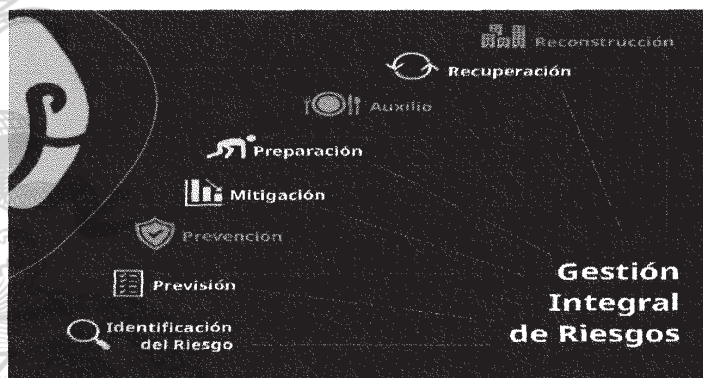 Reconstrucción
Recuperación
Auxilio
Preparación
Mitigación
Prevención
Previsión
Identificación
del Riesgo
Gestión
Integral
de Riesgos